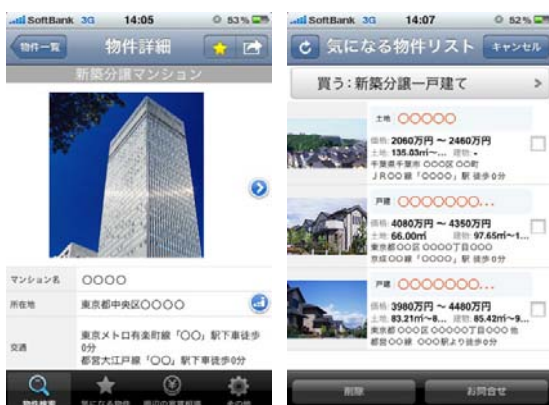 SoftBank 3G 14:05 83%
物件一覧
物件詳細
新築分譲マンション
マンション名
○○○○
所在地
東京都中央区○○○○
交通
東京メトロ有楽町線「○○」駅下車徒歩
0分
都営大江戸線「○○」駅下車徒歩0分
物件検索
気になる物件
その他
SoftBank 3G 14:07 82%
気になる物件リスト
キャンセル
買う:新築分譲一戸建て
土地 ○○○○○
価格: 2060万円 ~ 2460万円
土地: 135.03㎡~... 建物: -
千葉県千葉市 ○○○区 ○○町
JR○○線「○○○○」駅 徒歩0分
戸建 ○○○○○○○...
価格: 4080万円 ~ 4350万円
土地: 66.00㎡ 建物: 97.65㎡~1...
東京都○○区 ○○○○丁目○○○
京成○○線「○○○○」駅 徒歩0分
戸建 ○○○○○○○...
価格: 3980万円 ~ 4480万円
土地: 83.21㎡~8... 建物: 85.42㎡~9...
東京都 ○○○区 ○○○○○丁目○○○ 他
都営○○線 ○○○駅より徒歩0分
削除
お問合せ